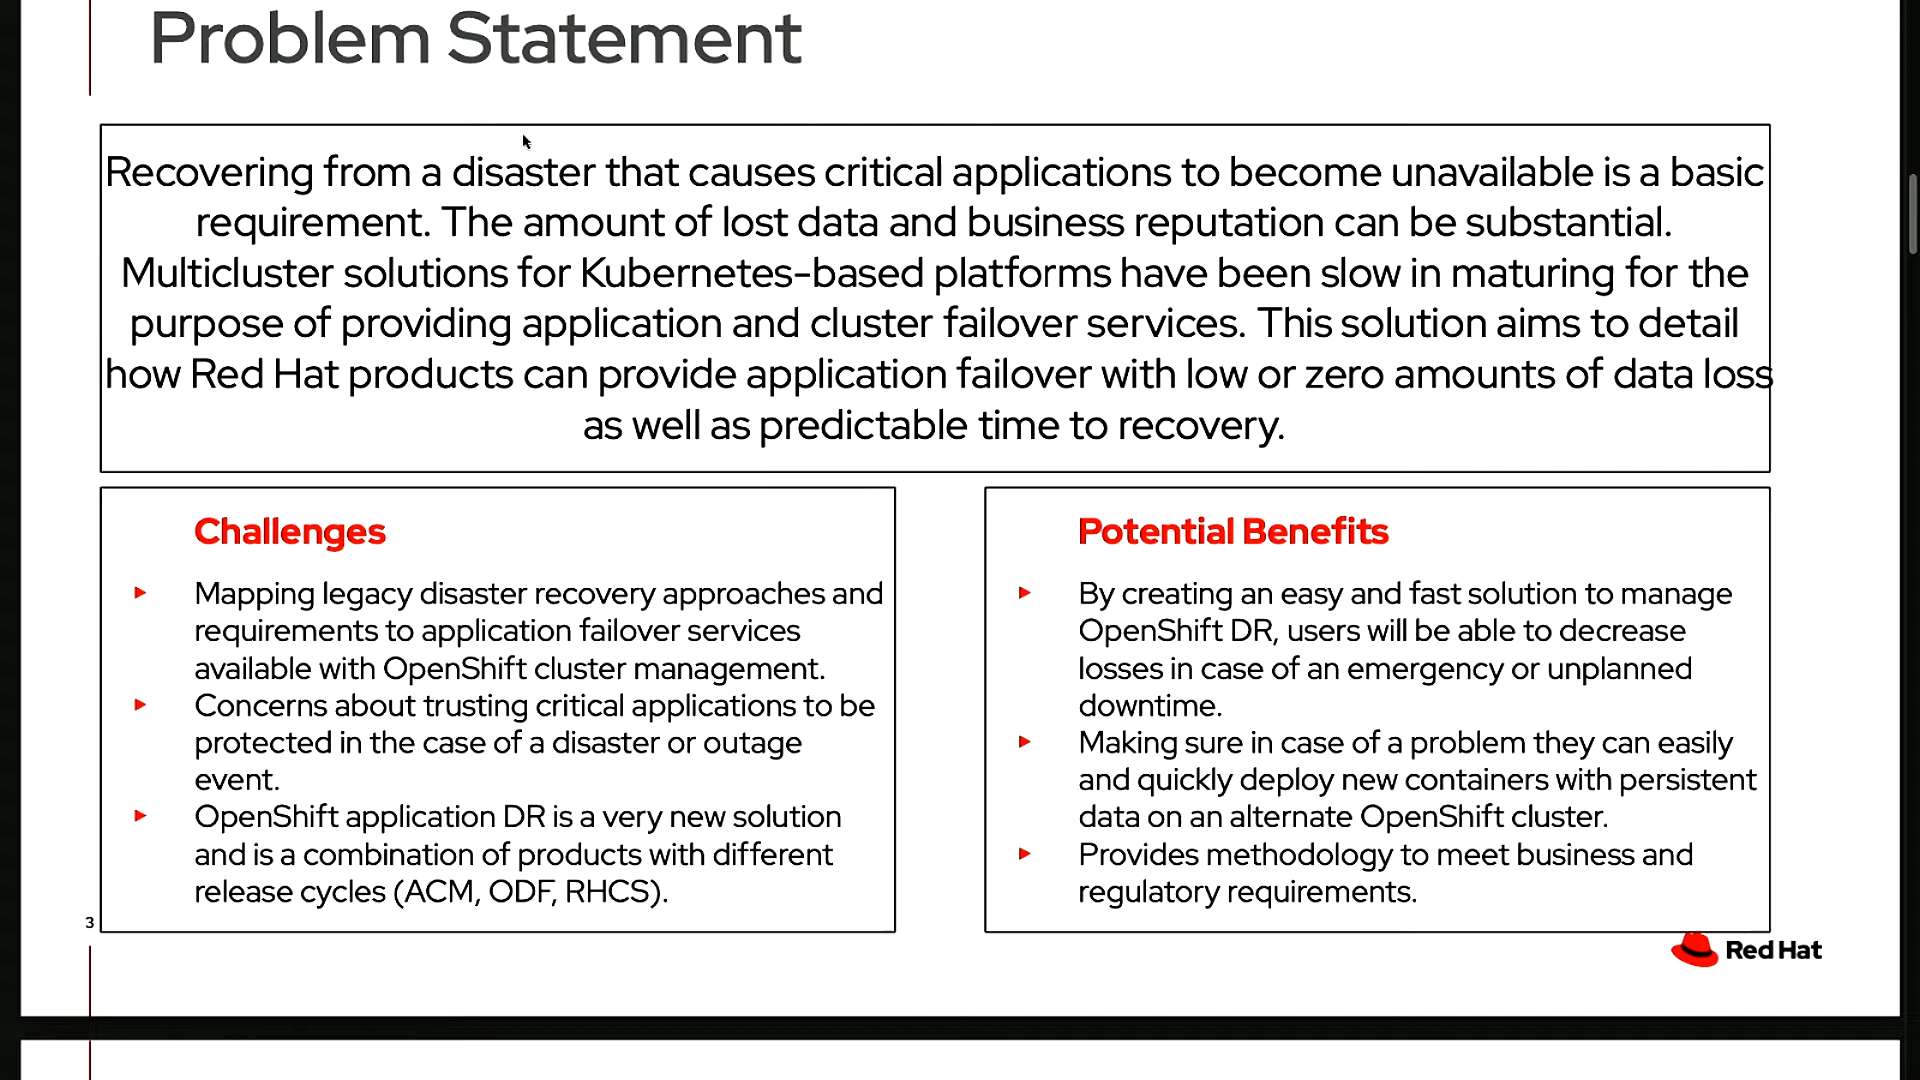 Problem Statement
Recovering from a disaster that causes critical applications to become unavailable is a basic
requirement. The amount of lost data and business reputation can be substantial.
Multicluster solutions for Kubernetes-based platforms have been slow in maturing for the
purpose of providing application and cluster failover services. This solution aims to detail
how Red Hat products can provide application failover with low or zero amounts of data loss
as well as predictable time to recovery.
Challenges
Mapping legacy disaster recovery approaches and
requirements to application failover services
available with OpenShift cluster management.
Concerns about trusting critical applications to be
protected in the case of a disaster or outage
event.
OpenShift application DR is a very new solution
and is a combination of products with different
release cycles (ACM, ODF, RHCS).
Potential Benefits
By creating an easy and fast solution to manage
OpenShift DR, users will be able to decrease
losses in case of an emergency or unplanned
downtime.
Making sure in case of a problem they can easily
and quickly deploy new containers with persistent
data on an alternate OpenShift cluster.
Provides methodology to meet business and
regulatory requirements.
3
Red Hat